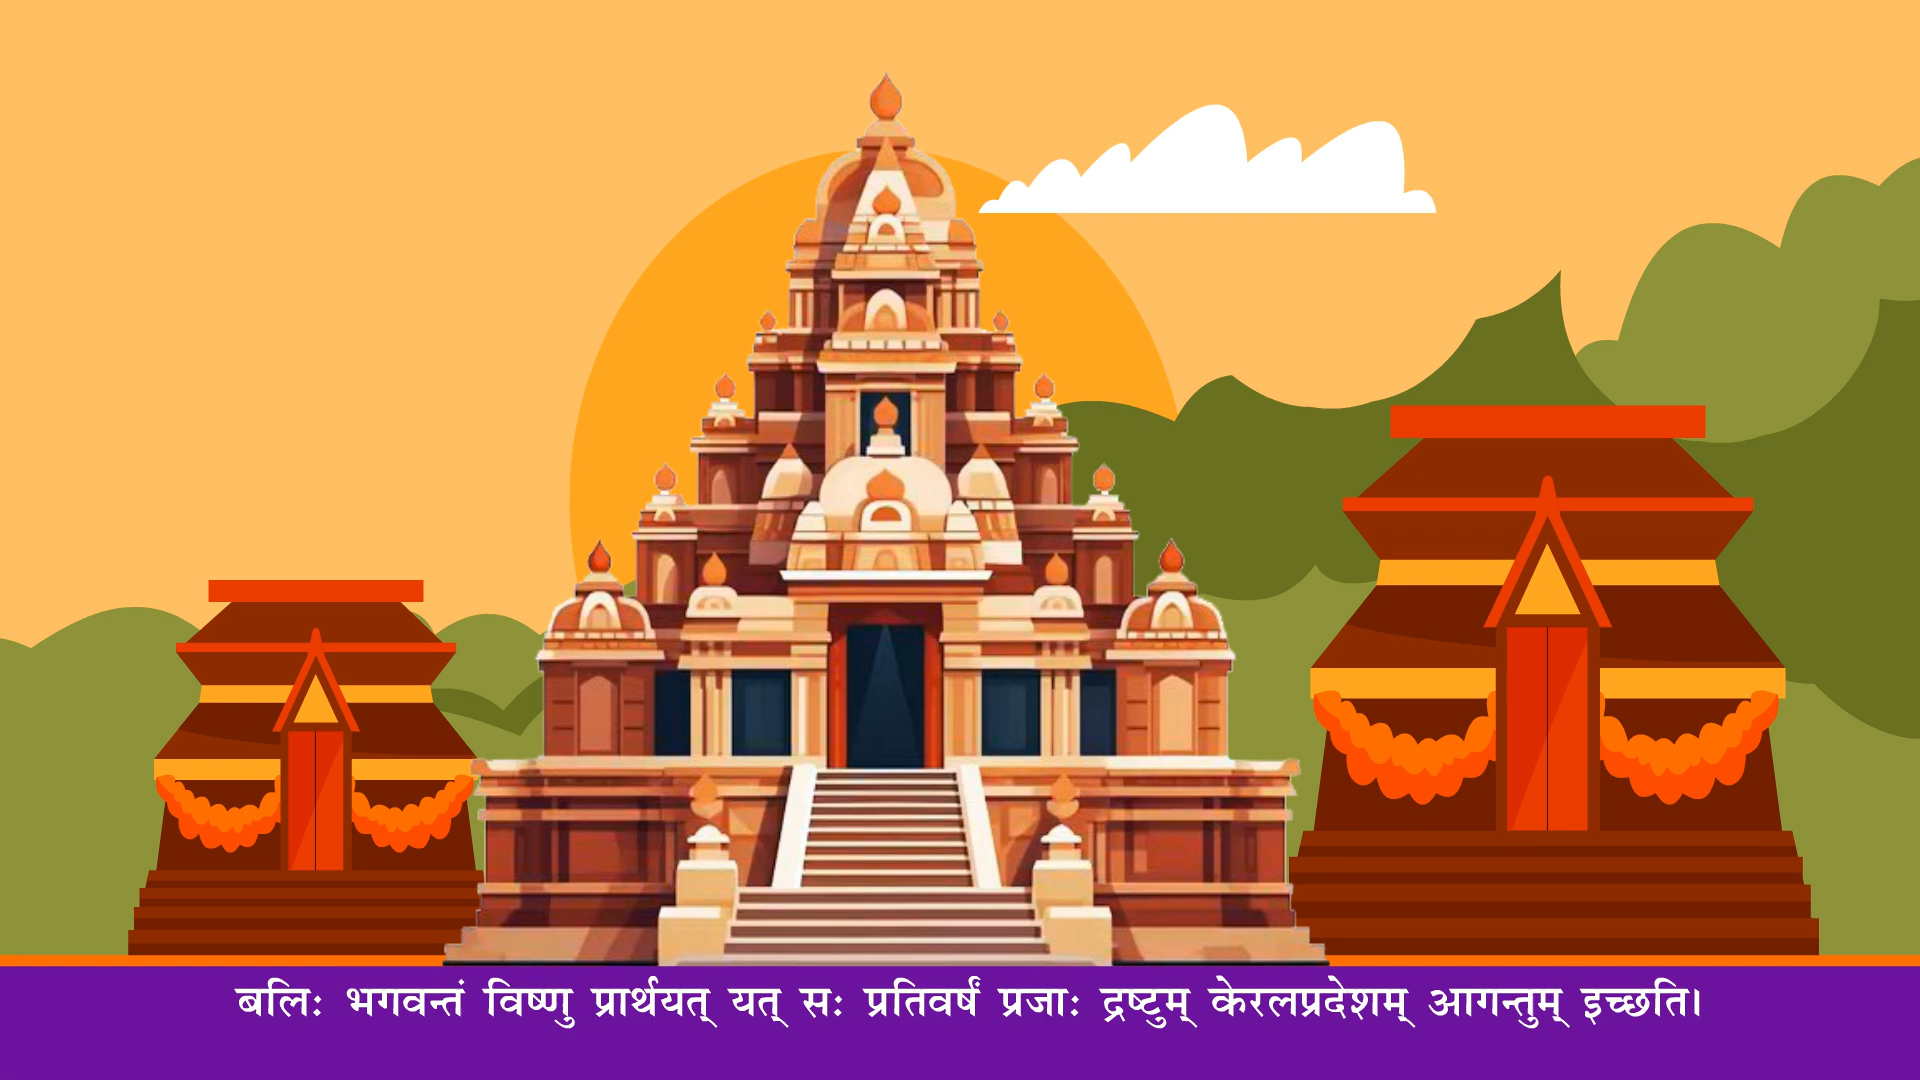 बलिः भगवन्तं विष्णु प्रार्थयत् यत् सः प्रतिवर्षं प्रजाः द्रष्टुम् केरलप्रदेशम् आगन्तुम् इच्छति।